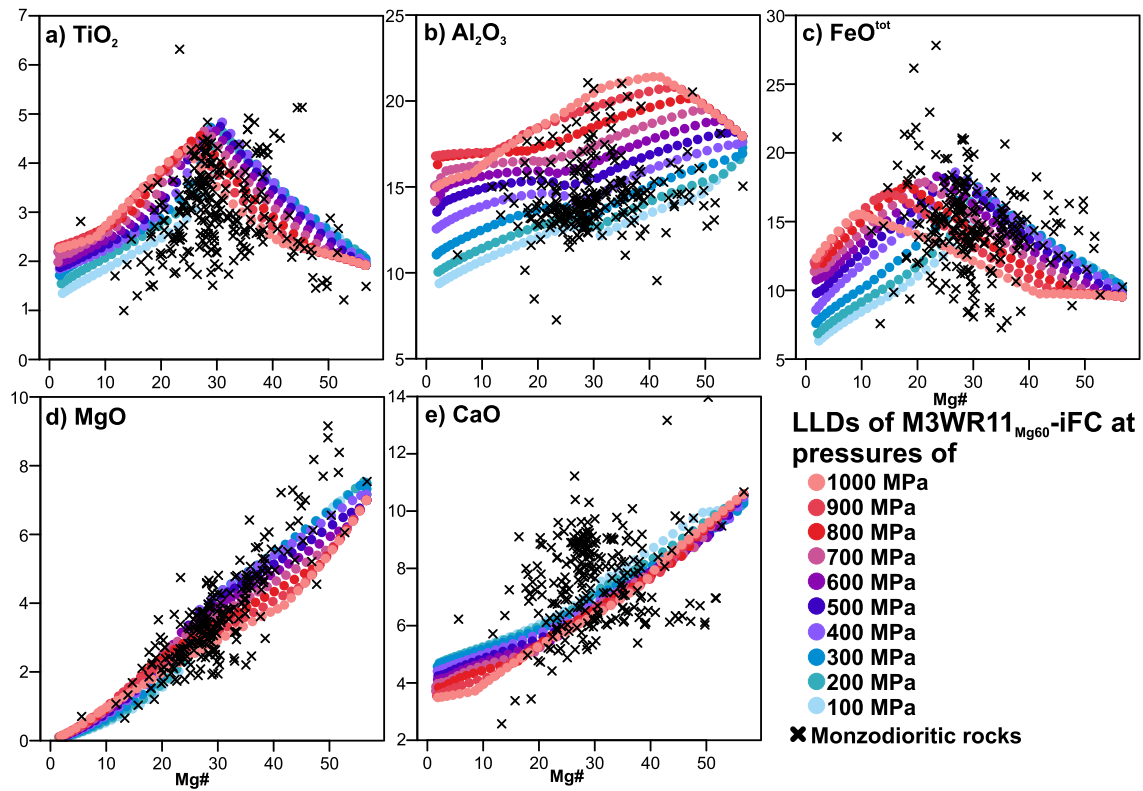 a) TiO₂
7
6
5
4
3
2
1
0
0 10 20 30 40 50
b) Al₂O₃
25
20
15
10
5
0 10 20 30 40 50
c) FeOᵗᵒᵗ
30
25
20
15
10
5
0 10 20 30 40 50
Mg#
d) MgO
10
8
6
4
2
0
0 10 20 30 40 50
Mg#
e) CaO
14
12
10
8
6
4
2
0 10 20 30 40 50
Mg#
LLDs of M3WR11Mg60-iFC at
pressures of
1000 MPa
900 MPa
800 MPa
700 MPa
600 MPa
500 MPa
400 MPa
300 MPa
200 MPa
100 MPa
Monzodioritic rocks